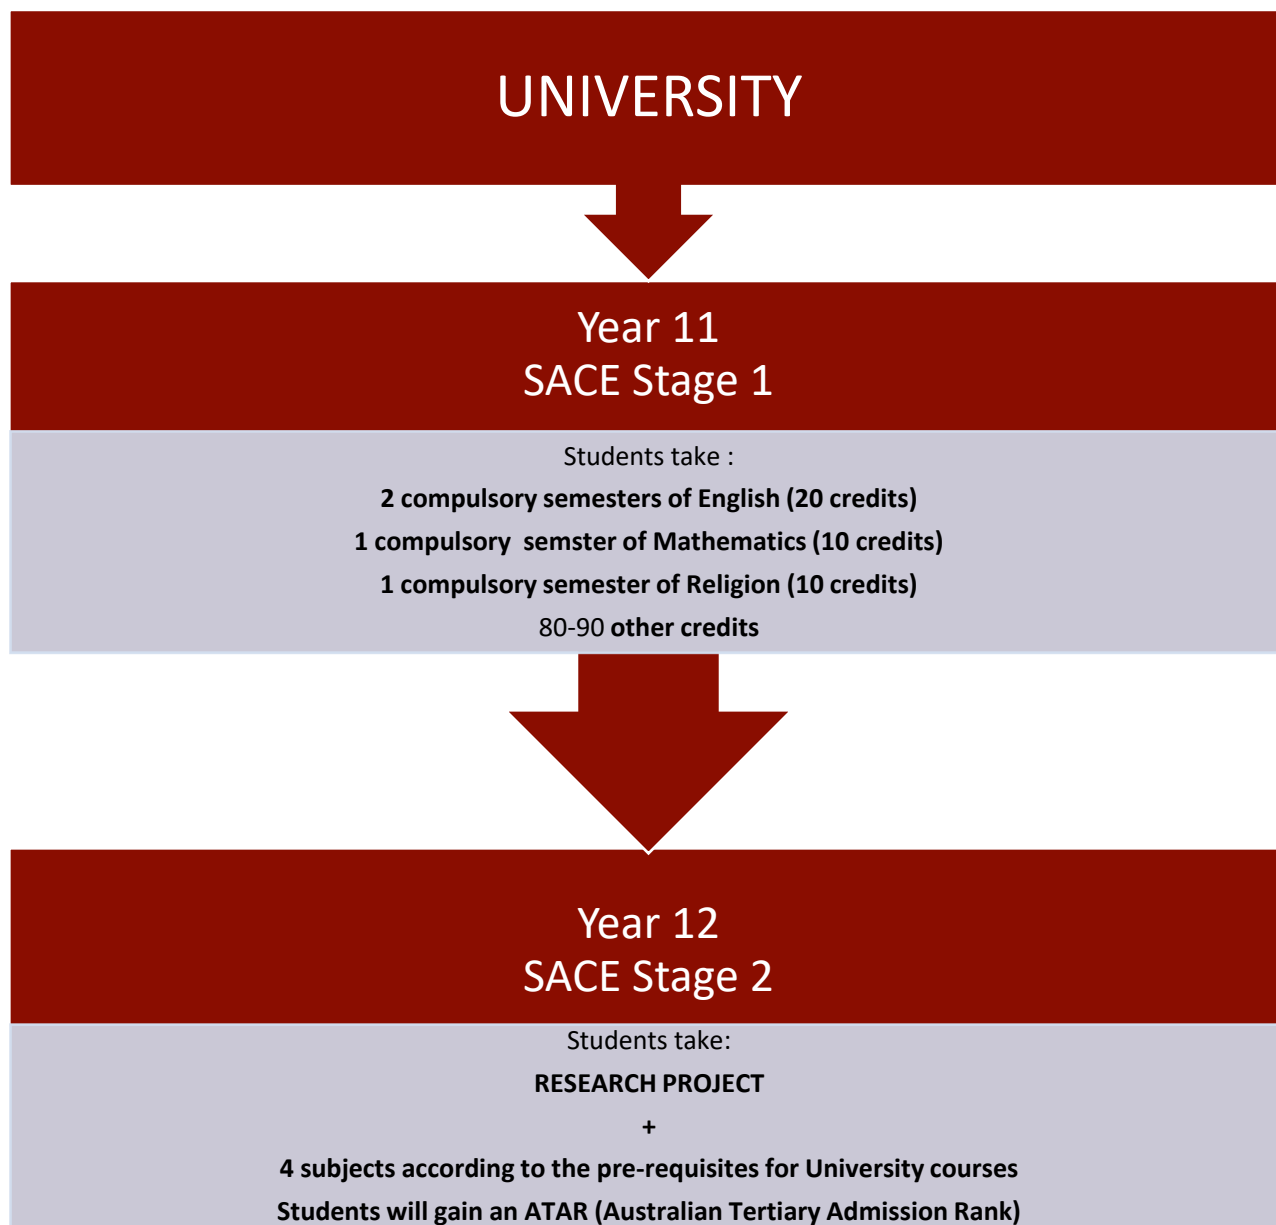 UNIVERSITY
Year 11
SACE Stage 1
Students take :
2 compulsory semesters of English (20 credits)
1 compulsory  semster of Mathematics (10 credits)
1 compulsory semester of Religion (10 credits)
80-90 other credits
Year 12
SACE Stage 2
Students take:
RESEARCH PROJECT
+
4 subjects according to the pre-requisites for University courses
Students will gain an ATAR (Australian Tertiary Admission Rank)